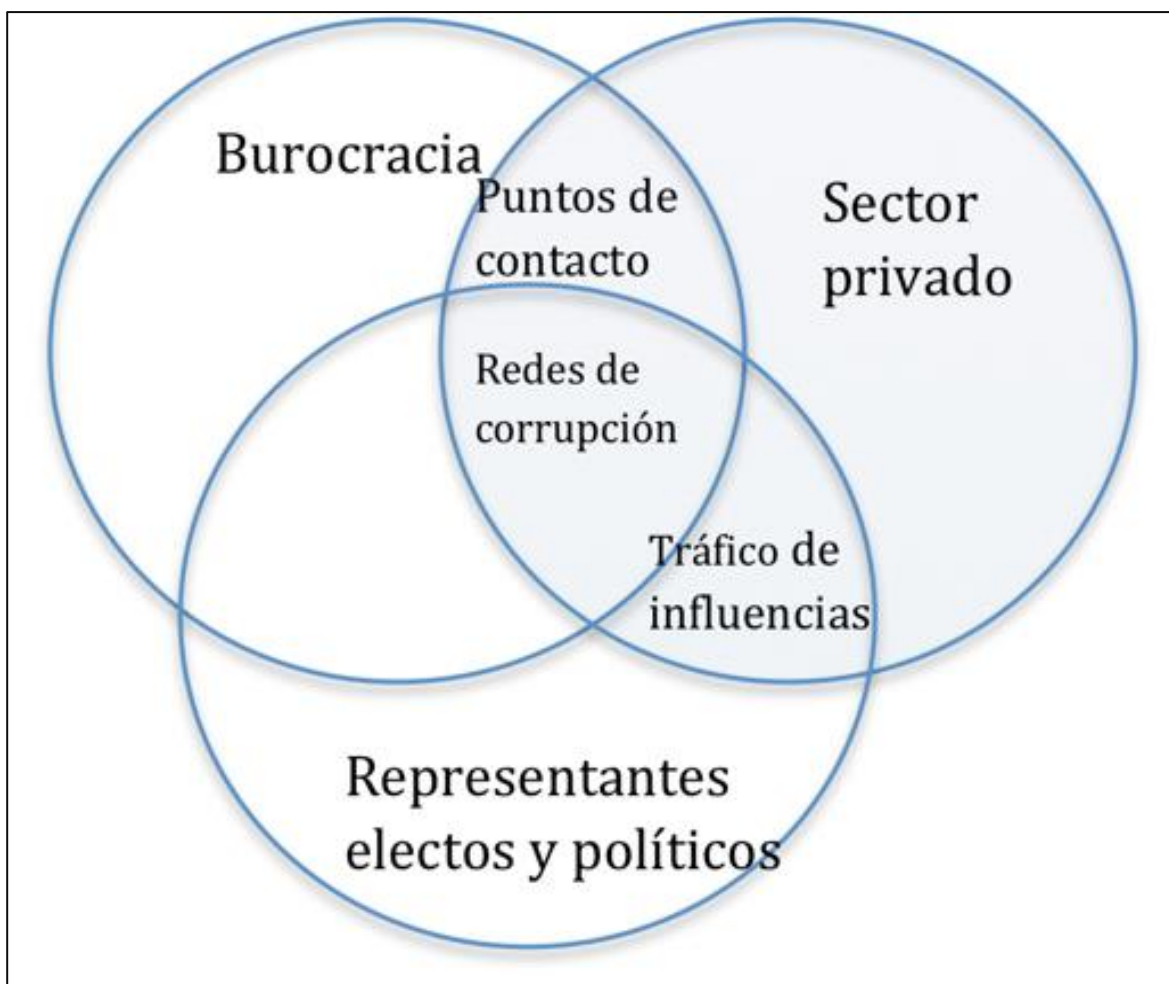 Burocracia
Puntos de
contacto
Sector
privado
Redes de
corrupción
Tráfico de
influencias
Representantes
electos y políticos